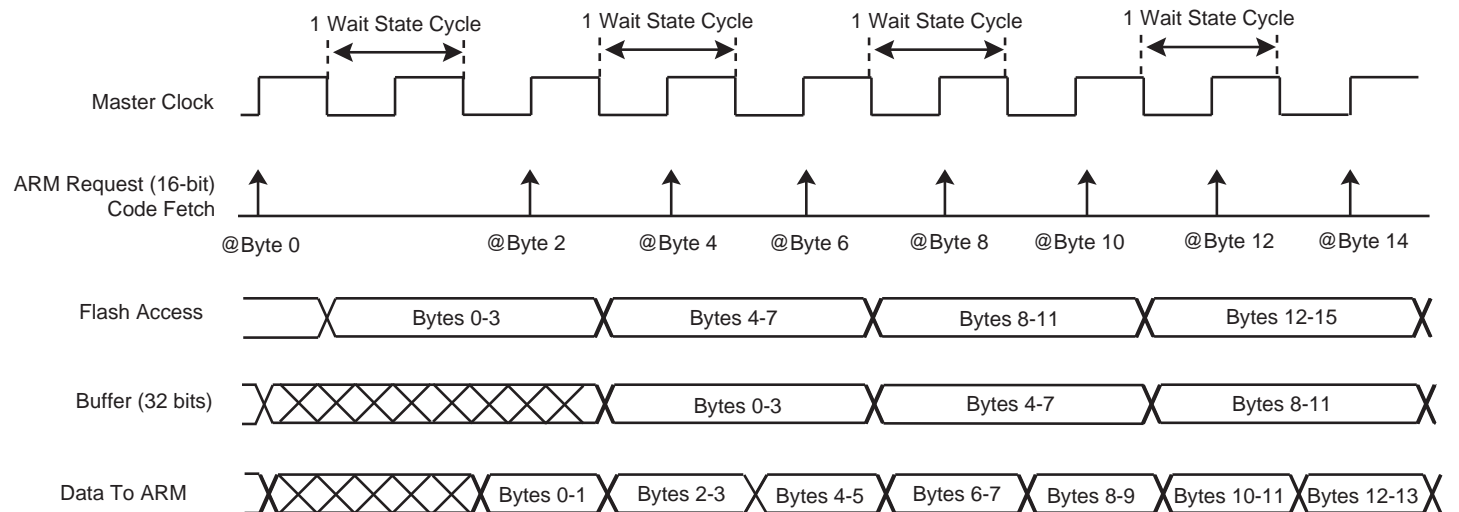 1 Wait State Cycle 1 Wait State Cycle 1 Wait State Cycle 1 Wait State Cycle
Master Clock
ARM Request (16-bit)
Code Fetch
@Byte 0 @Byte 2 @Byte 4 @Byte 6 @Byte 8 @Byte 10 @Byte 12 @Byte 14
Flash Access Bytes 0-3 Bytes 4-7 Bytes 8-11 Bytes 12-15
Buffer (32 bits) Bytes 0-3 Bytes 4-7 Bytes 8-11
Data To ARM Bytes 0-1 Bytes 2-3 Bytes 4-5 Bytes 6-7 Bytes 8-9 Bytes 10-11 Bytes 12-13